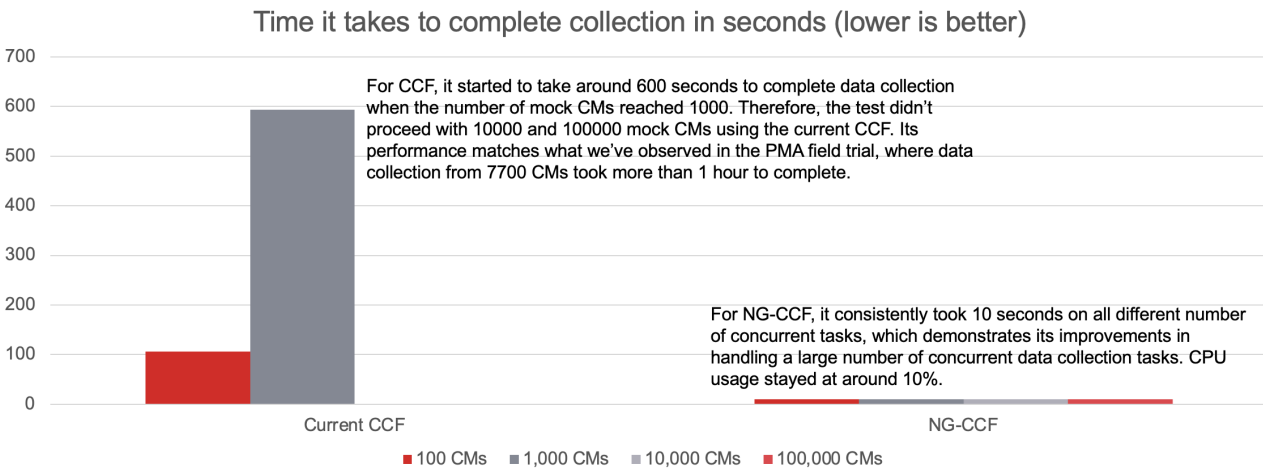 Time it takes to complete collection in seconds (lower is better)
700
600
500
400
300
200
100
0
For CCF, it started to take around 600 seconds to complete data collection
when the number of mock CMs reached 1000. Therefore, the test didn't
proceed with 10000 and 100000 mock CMs using the current CCF. Its
performance matches what we've observed in the PMA field trial, where data
collection from 7700 CMs took more than 1 hour to complete.
For NG-CCF, it consistently took 10 seconds on all different number
of concurrent tasks, which demonstrates its improvements in
handling a large number of concurrent data collection tasks. CPU
usage stayed at around 10%.
Current CCF
NG-CCF
100 CMs
1,000 CMs
10,000 CMs
100,000 CMs